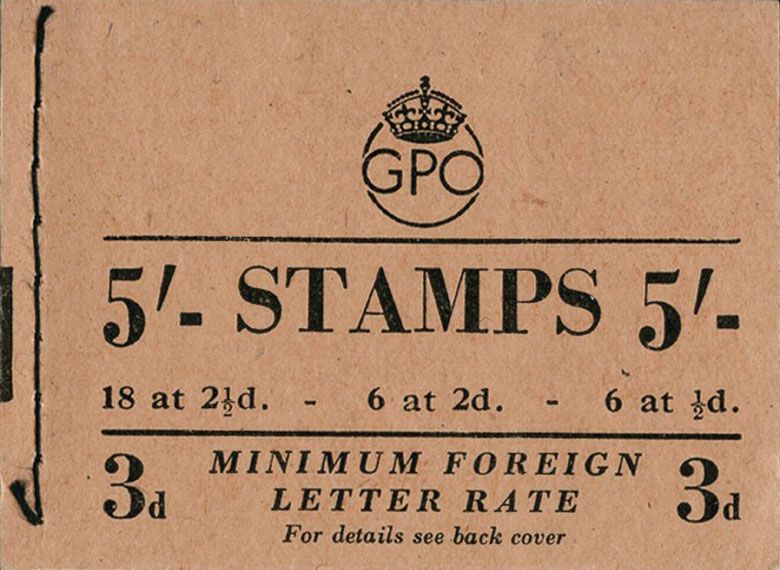 GPO
5'- STAMPS 5'-
18 at 2½d. - 6 at 2d. - 6 at ½d.
3d MINIMUM FOREIGN 3d
LETTER RATE
For details see back cover